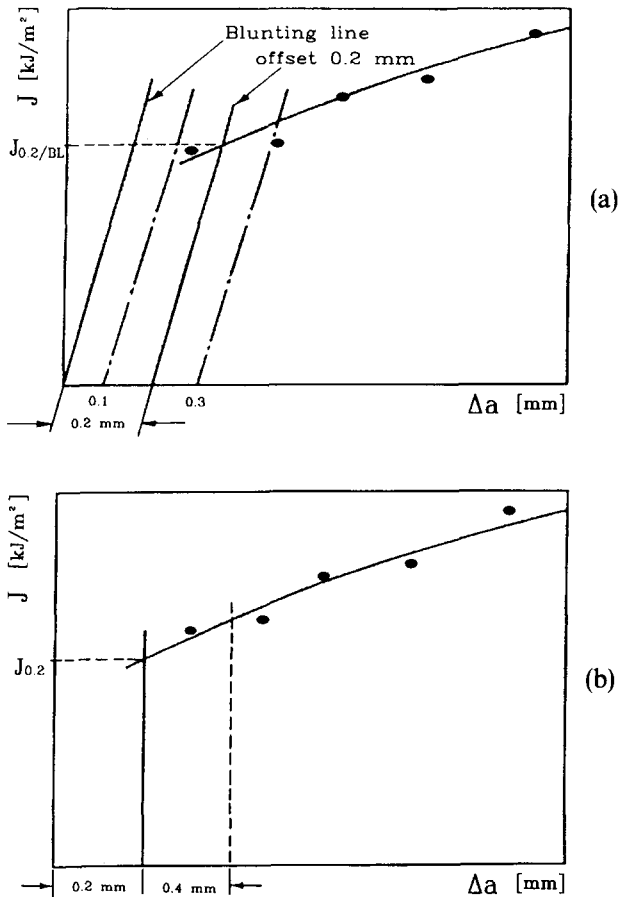 J [kJ/m²]
Blunting line
offset 0.2 mm
J0.2/BL
(a)
0.1
0.3
0.2 mm
Δa [mm]
J [kJ/m²]
J0.2
(b)
0.2 mm
0.4 mm
Δa [mm]